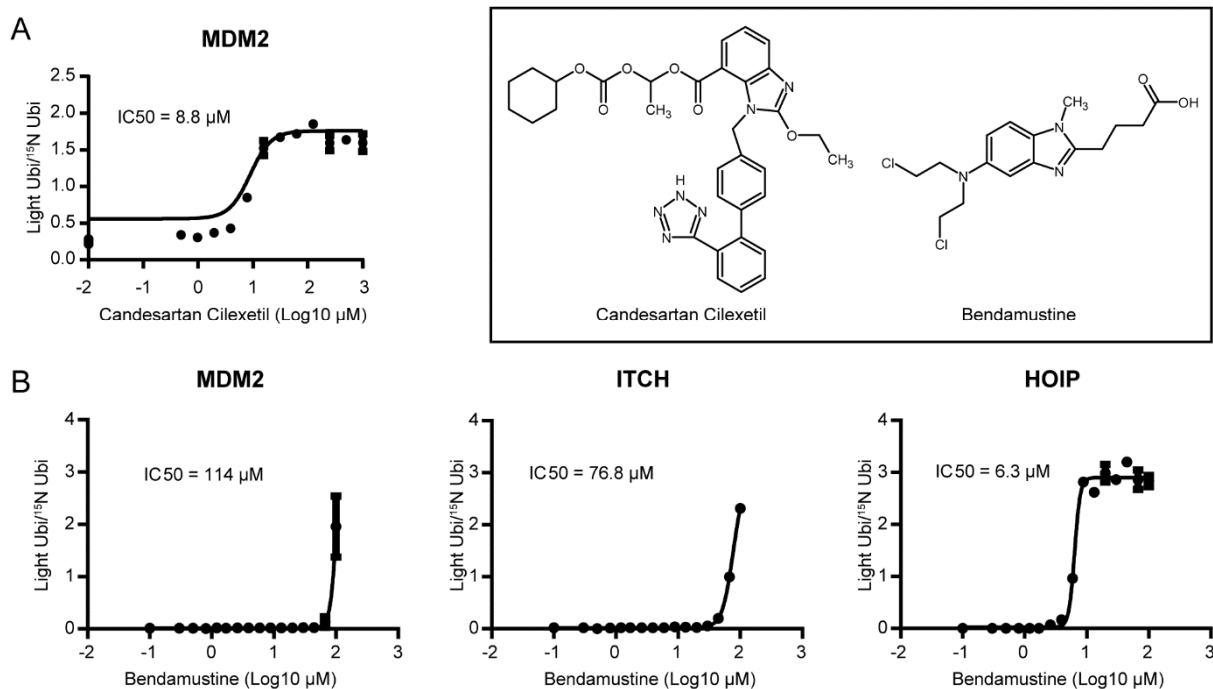 A
MDM2
2.5
2.0
1.5
1.0
0.5
0.0
Light Ubi/¹⁵N Ubi
IC50 = 8.8 µM
-2 -1 0 1 2 3
Candesartan Cilexetil (Log10 µM)
O
O
O
O
O
CH₃
N
N
O
CH₃
H
N
N
N
N
Candesartan Cilexetil
O
OH
CH₃
N
N
N
Cl
Cl
Bendamustine
B
MDM2
4
3
2
1
0
Light Ubi/¹⁵N Ubi
IC50 = 114 µM
-2 -1 0 1 2 3
Bendamustine (Log10 µM)
ITCH
4
3
2
1
0
Light Ubi/¹⁵N Ubi
IC50 = 76.8 µM
-2 -1 0 1 2 3
Bendamustine (Log10 µM)
HOIP
4
3
2
1
0
Light Ubi/¹⁵N Ubi
IC50 = 6.3 µM
-2 -1 0 1 2 3
Bendamustine (Log10 µM)